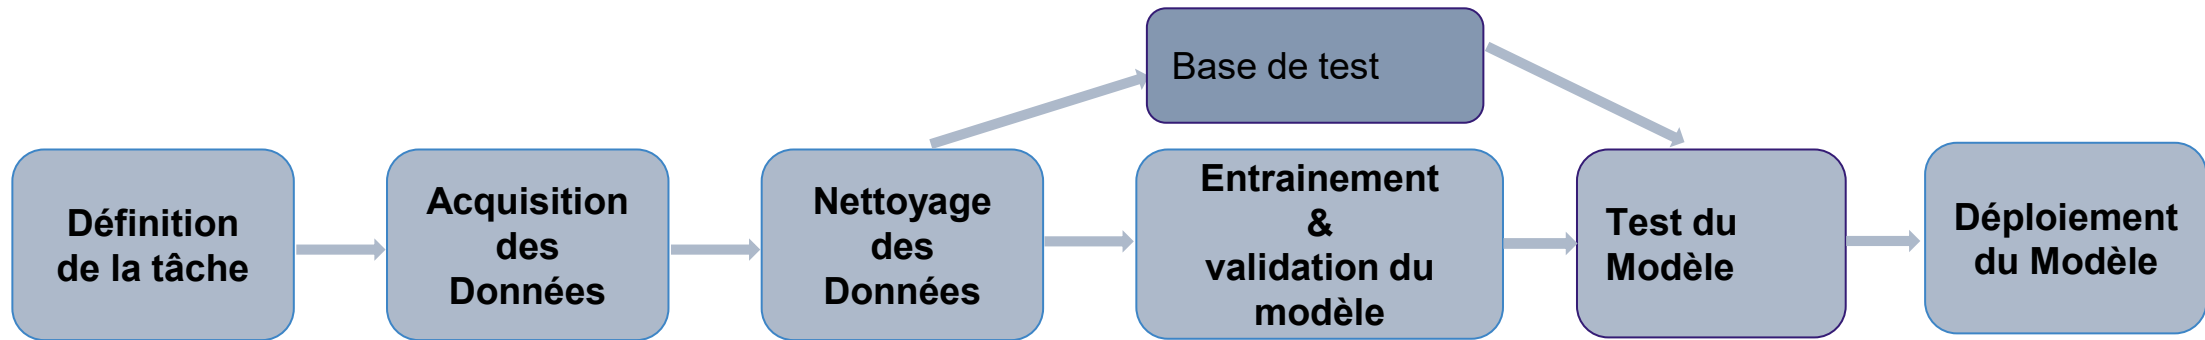 Base de test
Définition
de la tâche
Acquisition
des
Données
Nettoyage
des
Données
Entrainement
&
validation du
modèle
Test du
Modèle
Déploiement
du Modèle